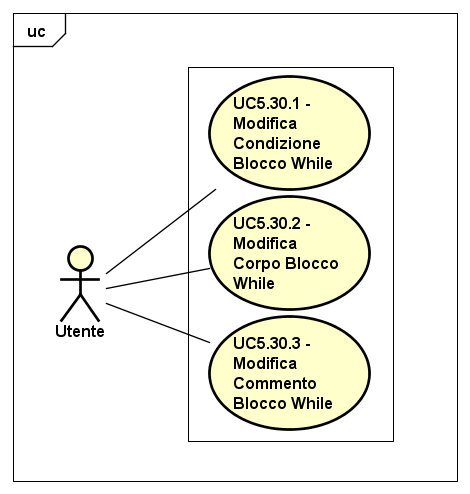 uc
UC5.30.1 -
Modifica
Condizione
Blocco While
UC5.30.2 -
Modifica
Corpo Blocco
While
Utente
UC5.30.3 -
Modifica
Commento
Blocco While